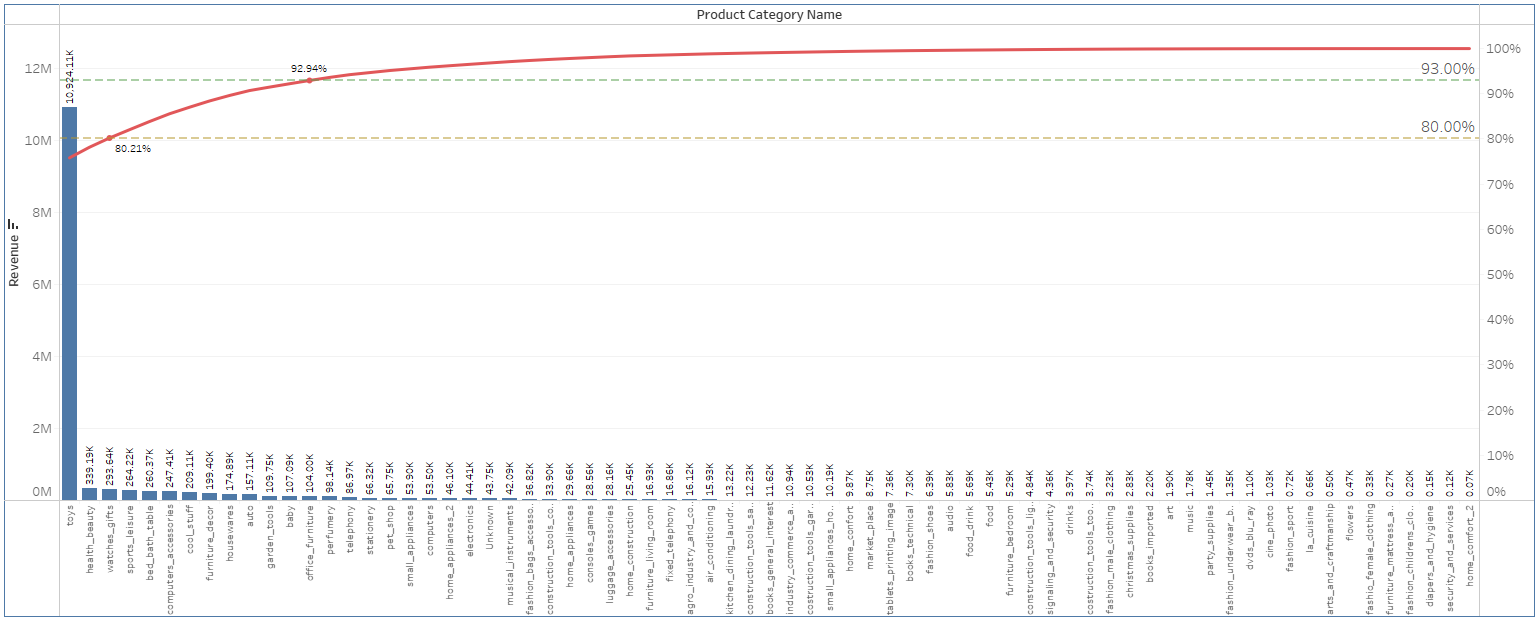 Product Category Name
Revenue
12M
10M
8M
6M
4M
2M
0M
100%
90%
80%
70%
60%
50%
40%
30%
20%
10%
0%
93.00%
80.00%
92.94%
80.21%
10,924.11K
339.19K
293.64K
264.22K
260.37K
247.41K
209.11K
199.40K
174.89K
157.11K
109.75K
107.09K
104.00K
98.14K
86.97K
66.32K
65.75K
53.90K
53.50K
46.10K
44.41K
43.75K
42.09K
36.82K
33.90K
29.66K
28.56K
28.16K
25.45K
16.93K
16.86K
16.12K
15.93K
13.22K
12.23K
11.62K
10.94K
10.53K
10.19K
9.87K
8.75K
7.36K
7.30K
6.39K
5.83K
5.69K
5.43K
5.29K
4.84K
4.36K
3.97K
3.74K
3.23K
2.83K
2.20K
1.90K
1.78K
1.45K
1.35K
1.10K
1.03K
0.72K
0.66K
0.50K
0.47K
0.33K
0.27K
0.20K
0.15K
0.12K
0.07K
toys
health_beauty
watches_gifts
sports_leisure
bed_bath_table
computers_accessories
cool_stuff
furniture_decor
housewares
auto
garden_tools
baby
office_furniture
perfumery
telephony
stationery
pet_shop
small_appliances
computers
home_appliances_2
electronics
Unknown
musical_instruments
fashion_bags_accesso..
construction_tools_co..
home_appliances
consoles_games
luggage_accessories
home_construction
furniture_living_room
fixed_telephony
agro_industry_and_co..
air_conditioning
kitchen_dining_laundr..
construction_tools_sa..
books_general_interest
industry_commerce_a..
costruction_tools_gar..
small_appliances_ho..
home_confort
market_place
tablets_printing_image
books_technical
fashion_shoes
audio
food_drink
food
furniture_bedroom
construction_tools_lig..
signaling_and_security
drinks
costruction_tools_too..
fashion_male_clothing
christmas_supplies
books_imported
art
music
party_supplies
fashion_underwear_b..
dvds_blu_ray
cine_photo
fashion_sport
la_cuisine
arts_and_craftmanship
flowers
fashio_female_clothing
furniture_mattress_a..
fashion_childrens_clo..
diapers_and_hygiene
security_and_services
home_comfort_2